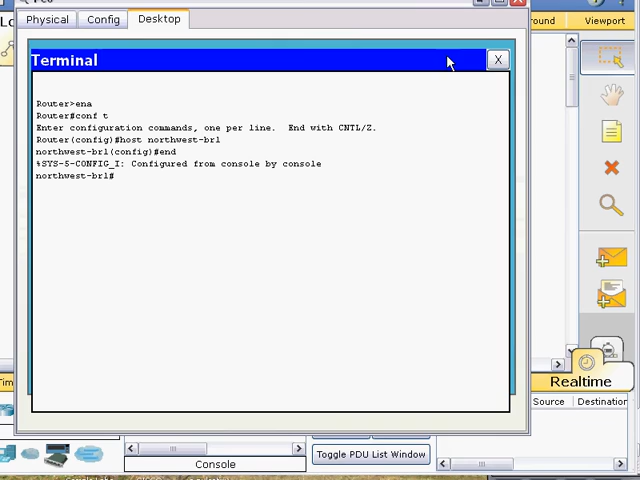 Physical Config Desktop
Viewport
Terminal
X
Router>ena
Router#conf t
Enter configuration commands, one per line. End with CNTL/Z.
Router(config)#host northwest-br1
northwest-br1(config)#end
%SYS-5-CONFIG_I: Configured from console by console
northwest-br1#
Realtime
Source Destination
Console
Toggle PDU List Window